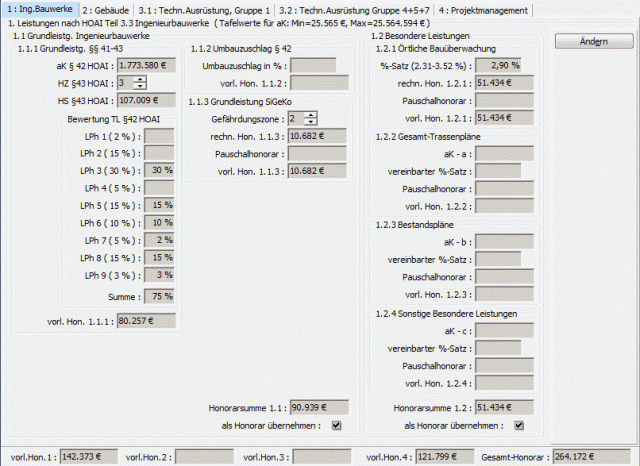 1 : Ing.Bauwerke 2 : Gebäude 3.1 : Techn.Ausrüstung, Gruppe 1 3.2 : Techn.Ausrüstung Gruppe 4+5+7 4 : Projektmanagement
1. Leistungen nach HOAI Teil 3.3 Ingenieurbauwerke ( Tafelwerte für aK: Min=25.565 €, Max=25.564.594 € )
1.1 Grundleistg. Ingenieurbauwerke
1.1.1 Grundleistg. §§ 41-43
aK § 42 HOAI : 1.773.580 €
HZ §43 HOAI : 3
HS §43 HOAI : 107.009 €
Bewertung TL §42 HOAI
LPh 1 ( 2 % ) :
LPh 2 ( 15 % ) :
LPh 3 ( 30 % ) : 30 %
LPh 4 ( 5 % ) :
LPh 5 ( 15 % ) : 15 %
LPh 6 ( 10 % ) : 10 %
LPh 7 ( 5 % ) : 2 %
LPh 8 ( 15 % ) : 15 %
LPh 9 ( 3 % ) : 3 %
Summe : 75 %
vorl. Hon. 1.1.1 : 80.257 €
1.1.2 Umbauzuschlag § 42
Umbauzuschlag in % :
vorl. Hon. 1.1.2 :
1.1.3 Grundleistung SiGeKo
Gefährdungszone : 2
rechn. Hon. 1.1.3 : 10.682 €
Pauschalhonorar :
vorl. Hon. 1.1.3 : 10.682 €
Honorarsumme 1.1 : 90.939 €
als Honorar übernehmen :
1.2 Besondere Leistungen
1.2.1 Örtliche Bauüberwachung
%-Satz (2.31-3.52 %) : 2,90 %
rechn. Hon. 1.2.1 : 51.434 €
Pauschalhonorar :
vorl. Hon. 1.2.1 : 51.434 €
1.2.2 Gesamt-Trassenpläne
aK - a :
vereinbarter %-Satz :
Pauschalhonorar :
vorl. Hon. 1.2.2 :
1.2.3 Bestandspläne
aK - b :
vereinbarter %-Satz :
Pauschalhonorar :
vorl. Hon. 1.2.3 :
1.2.4 Sonstige Besondere Leistungen
aK - c :
vereinbarter %-Satz :
Pauschalhonorar :
vorl. Hon. 1.2.4 :
Honorarsumme 1.2 : 51.434 €
als Honorar übernehmen :
Ändern
vorl.Hon.1 : 142.373 € vorl.Hon.2 : vorl.Hon.3 : vorl.Hon.4 : 121.799 € Gesamt-Honorar : 264.172 €